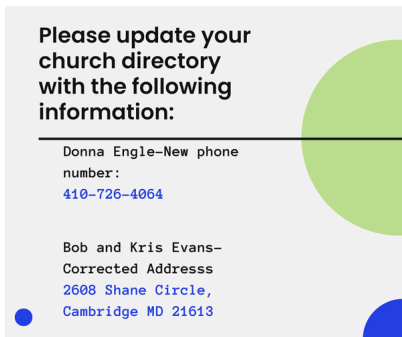 Please update your
church directory
with the following
information:
Donna Engle-New phone
number:
410-726-4064
Bob and Kris Evans-
Corrected Addresss
2608 Shane Circle,
Cambridge MD 21613